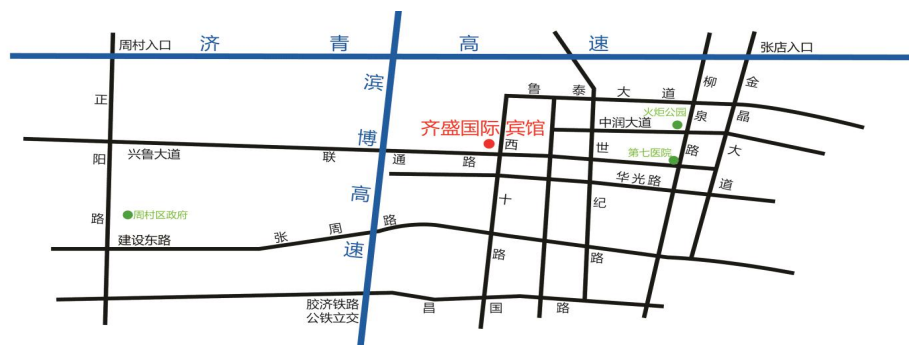 周村入口
济青高速
张店入口
滨博高速
正阳路
鲁泰大道
柳泉路
金晶大道
火炬公园
中润大道
齐盛国际 宾馆
兴鲁大道
联通路
西十路
世纪路
第七医院
华光路
周村区政府
建设东路
张周路
胶济铁路
公铁立交
昌国路